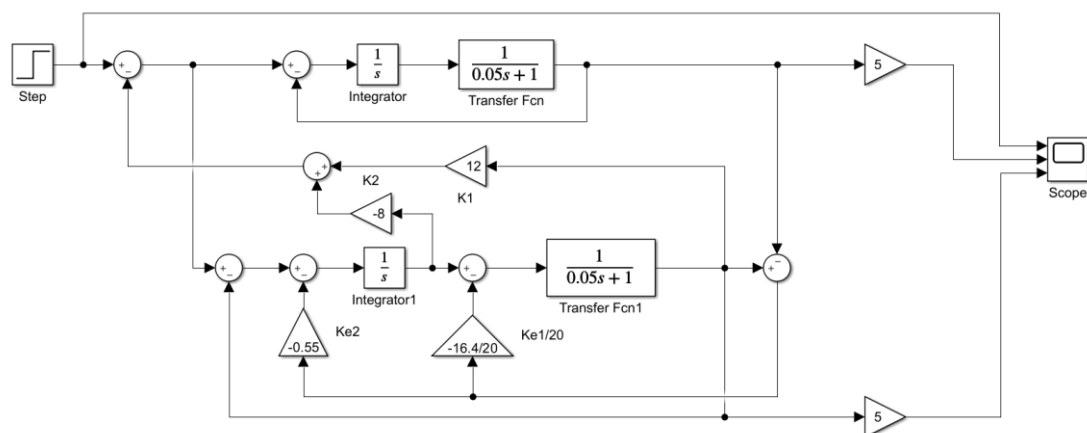 Step
+
−
+
−
1
s
Integrator
1
0.05s + 1
Transfer Fcn
5
Scope
+
+
K2
12
K1
-8
+
−
+
−
1
s
Integrator1
+
−
1
0.05s + 1
Transfer Fcn1
−
+
Ke2
-0.55
Ke1/20
-16.4/20
5